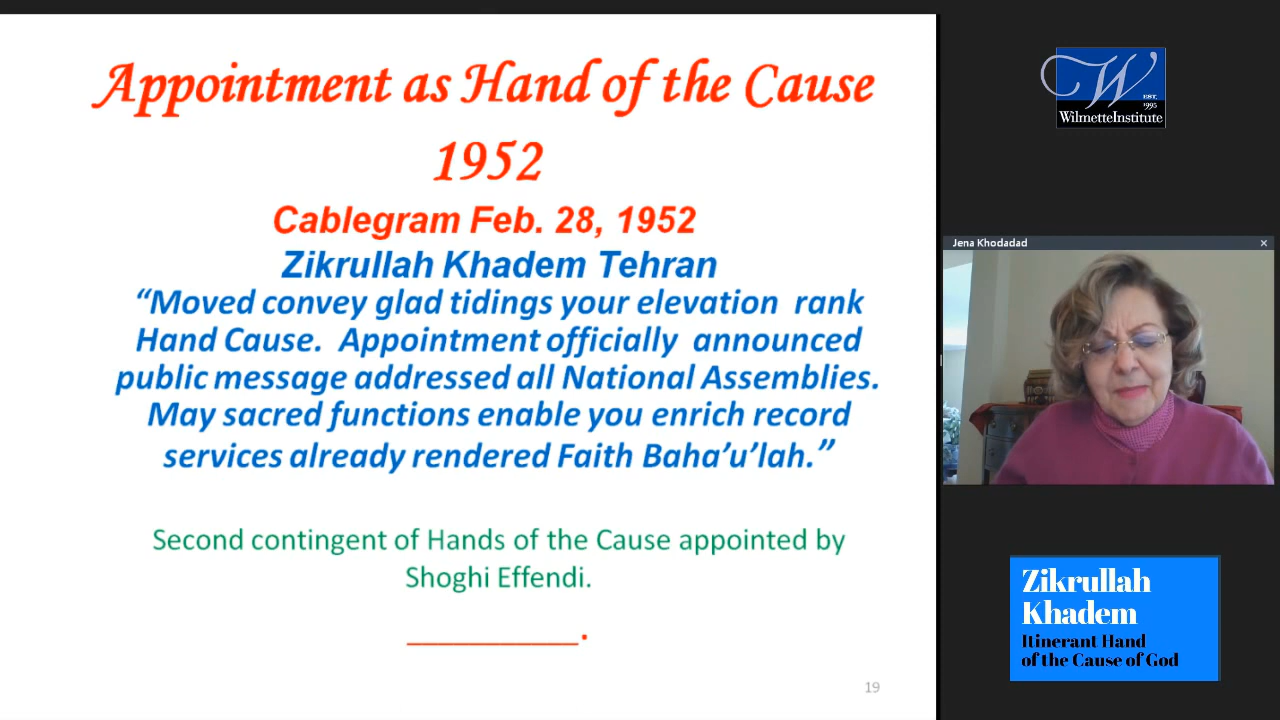 Appointment as Hand of the Cause
1952
Cablegram Feb. 28, 1952
Zikrullah Khadem Tehran
“Moved convey glad tidings your elevation rank
Hand Cause. Appointment officially announced
public message addressed all National Assemblies.
May sacred functions enable you enrich record
services already rendered Faith Baha’u’lah.”
Second contingent of Hands of the Cause appointed by
Shoghi Effendi.
__________.
19
W
EST.
1995
WilmetteInstitute
Jena Khodadad
Zikrullah
Khadem
Itinerant Hand
of the Cause of God